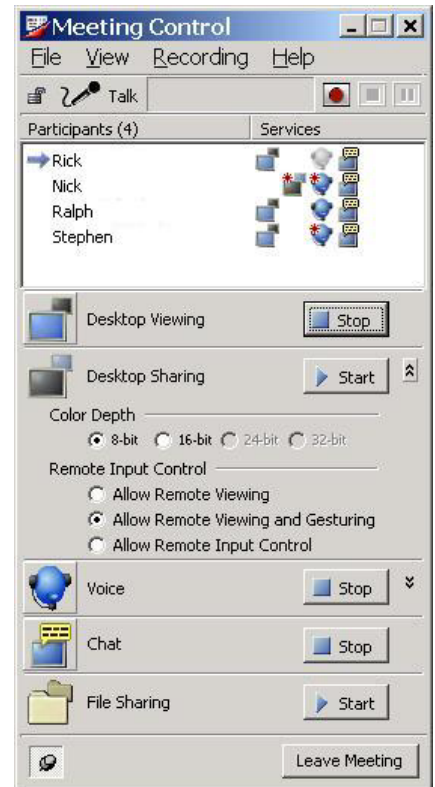 Meeting Control
File View Recording Help
Talk
Participants (4) Services
Rick
Nick
Ralph
Stephen
Desktop Viewing Stop
Desktop Sharing Start
Color Depth
8-bit 16-bit 24-bit 32-bit
Remote Input Control
Allow Remote Viewing
Allow Remote Viewing and Gesturing
Allow Remote Input Control
Voice Stop
Chat Stop
File Sharing Start
Leave Meeting